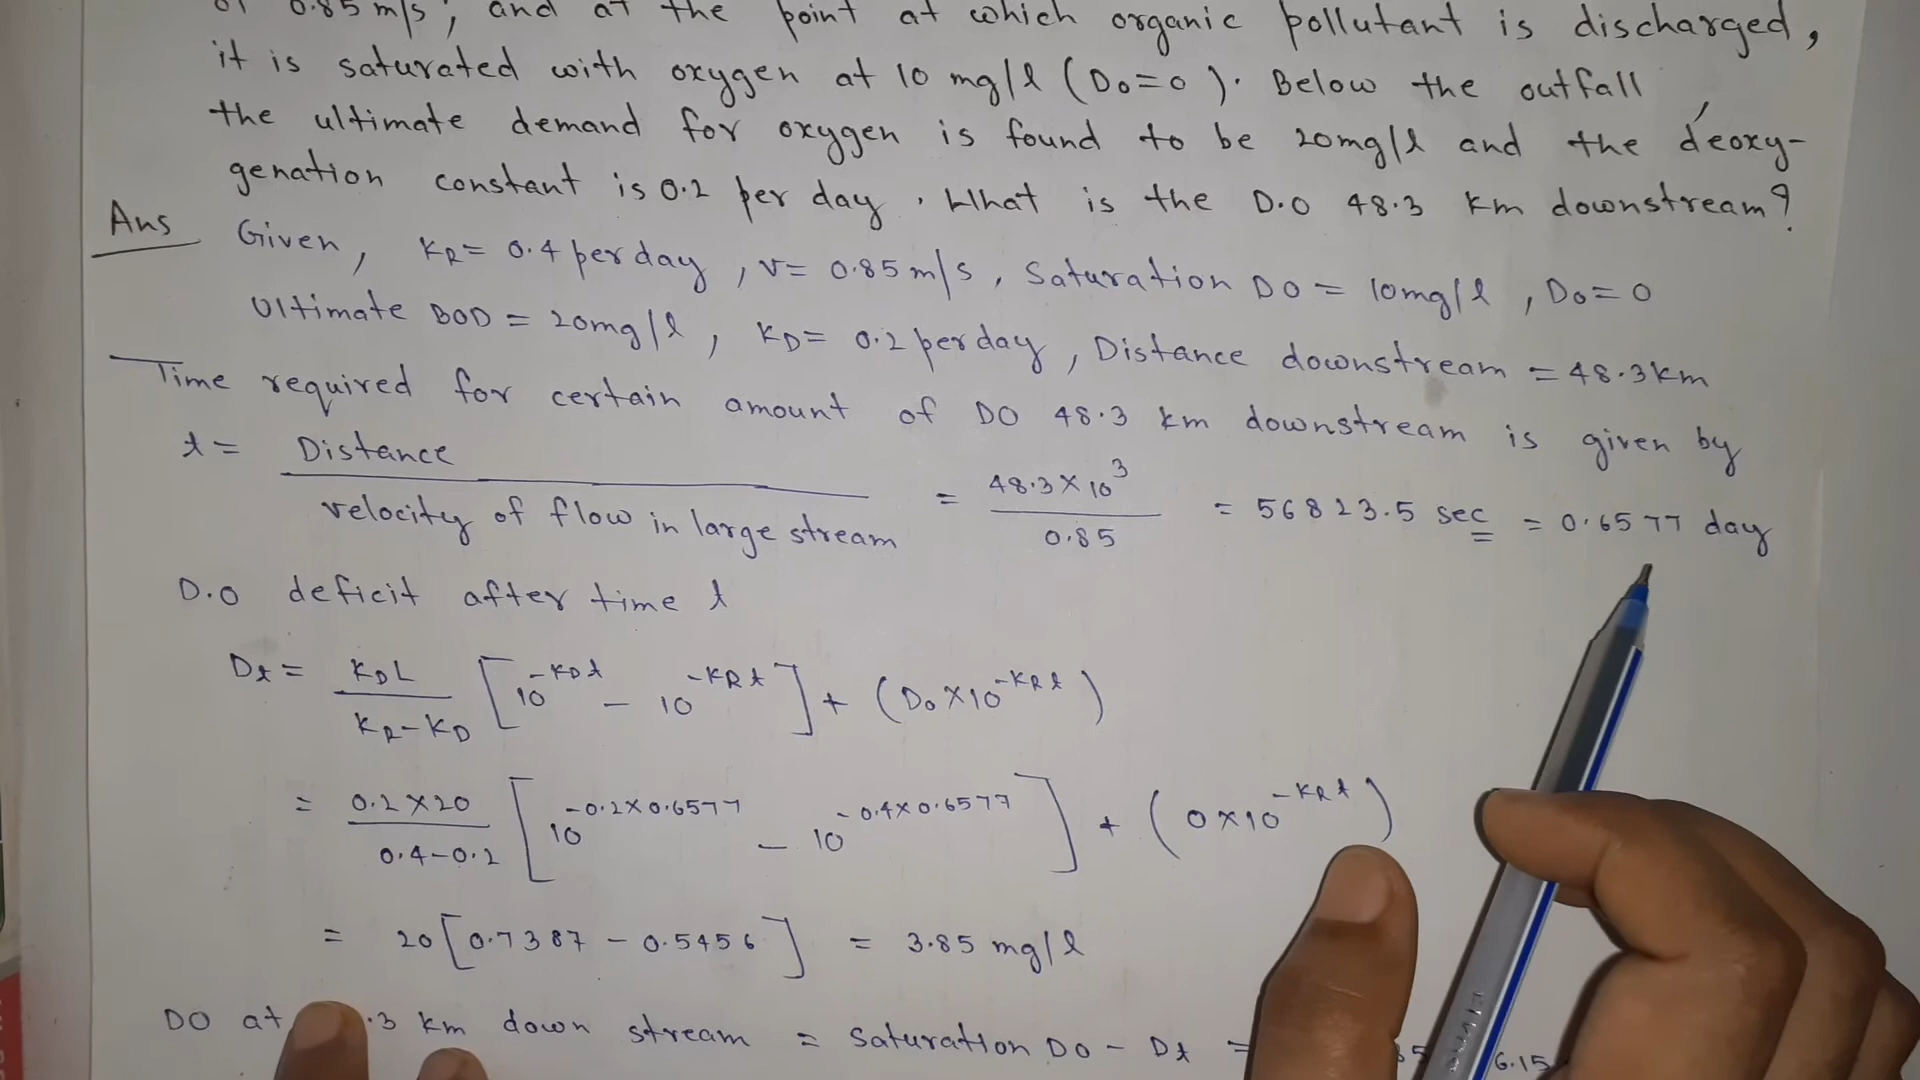 of 0.85 m/s, and at the point at which organic pollutant is discharged,
it is saturated with oxygen at 10 mg/l (D₀=0). Below the outfall
the ultimate demand for oxygen is found to be 20mg/l and the deoxy-
genation constant is 0.2 per day. What is the D.O 48.3 km downstream?
Ans
Given, KR = 0.4 per day, v = 0.85 m/s, Saturation DO = 10mg/l, D₀=0
Ultimate BOD = 20mg/l, KD = 0.2 per day, Distance downstream = 48.3km
Time required for certain amount of DO 48.3 km downstream is given by
t = Distance / velocity of flow in large stream = 48.3×10³ / 0.85 = 56823.5 sec = 0.6577 day
D.O deficit after time t
Dt = KDL / KR-KD [10^-KDt - 10^-KRt] + (D₀×10^-KRt)
= 0.2×20 / 0.4-0.2 [10^-0.2×0.6577 - 10^-0.4×0.6577] + (0×10^-KRt)
= 20[0.7387 - 0.5456] = 3.85 mg/l
DO at .3 km down stream = Saturation DO - Dt = 6.15